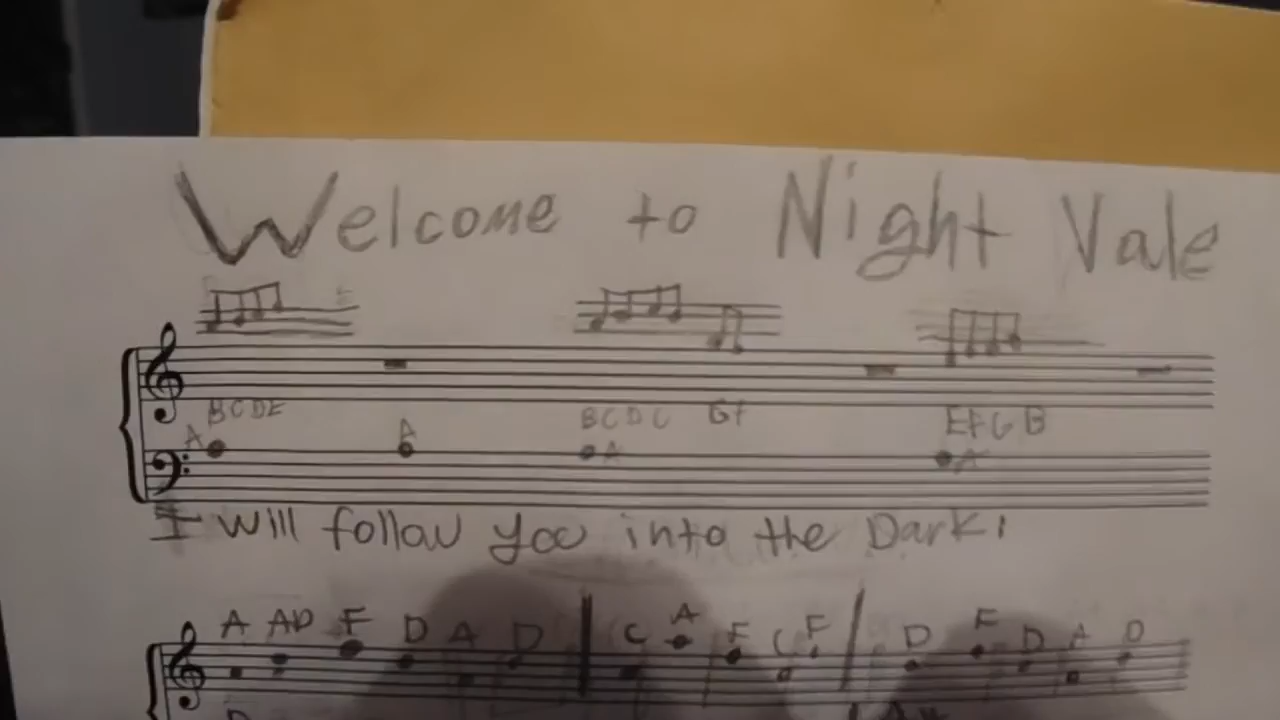 Welcome to Night Vale
BCDE BCDC GF EFGB
A A A A
I will follow you into the Dark!
A AD F D A D C A F C F D F D A D